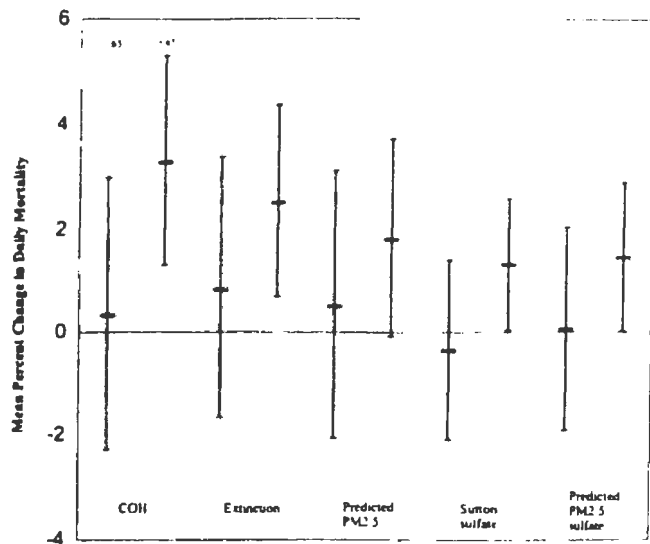 6
4
2
0
-2
-4
Mean Percent Change in Daily Mortality
COH
Extinction
Predicted
PM2.5
Sutton
sulfate
Predicted
PM2.5
sulfate